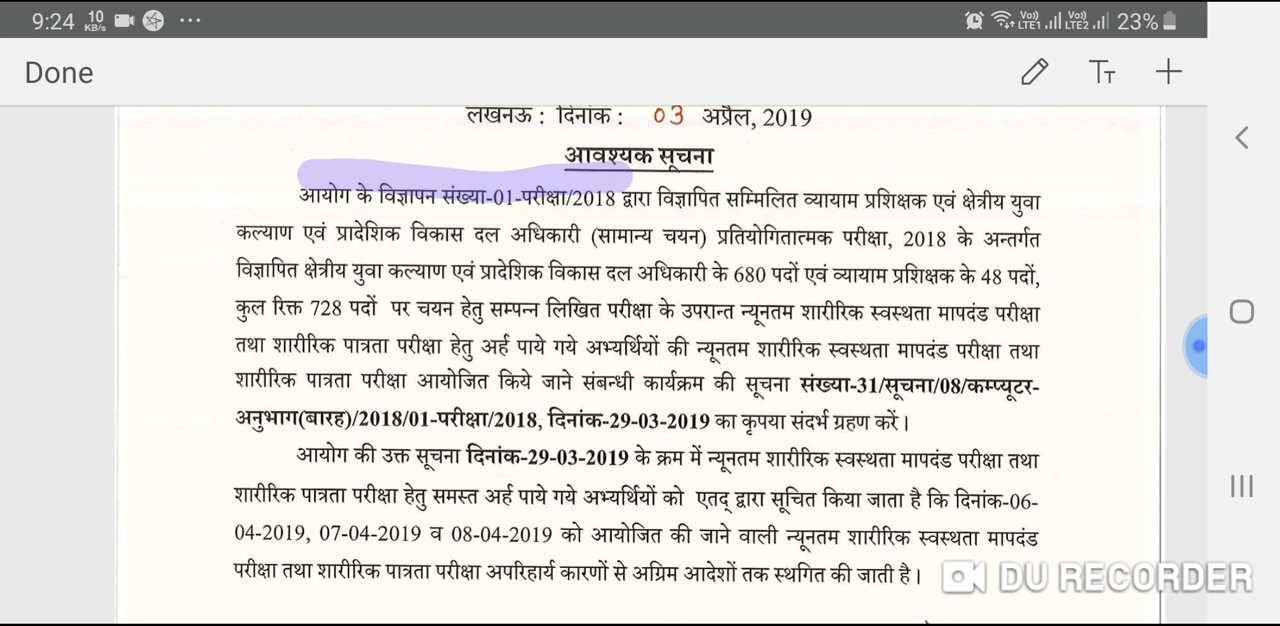 9:24 10 KB/s ... Vo) LTE1 Vo) LTE2 23%
Done
लखनऊ : दिनांक : 03 अप्रैल, 2019
आवश्यक सूचना
आयोग के विज्ञापन संख्या-01-परीक्षा/2018 द्वारा विज्ञापित सम्मिलित व्यायाम प्रशिक्षक एवं क्षेत्रीय युवा
कल्याण एवं प्रादेशिक विकास दल अधिकारी (सामान्य चयन) प्रतियोगितात्मक परीक्षा, 2018 के अन्तर्गत
विज्ञापित क्षेत्रीय युवा कल्याण एवं प्रादेशिक विकास दल अधिकारी के 680 पदों एवं व्यायाम प्रशिक्षक के 48 पदों,
कुल रिक्त 728 पदों पर चयन हेतु सम्पन्न लिखित परीक्षा के उपरान्त न्यूनतम शारीरिक स्वस्थता मापदंड परीक्षा
तथा शारीरिक पात्रता परीक्षा हेतु अर्ह पाये गये अभ्यर्थियों की न्यूनतम शारीरिक स्वस्थता मापदंड परीक्षा तथा
शारीरिक पात्रता परीक्षा आयोजित किये जाने संबन्धी कार्यक्रम की सूचना संख्या-31/सूचना/08/कम्प्यूटर-
अनुभाग(बारह)/2018/01-परीक्षा/2018, दिनांक-29-03-2019 का कृपया संदर्भ ग्रहण करें।
आयोग की उक्त सूचना दिनांक-29-03-2019 के क्रम में न्यूनतम शारीरिक स्वस्थता मापदंड परीक्षा तथा
शारीरिक पात्रता परीक्षा हेतु समस्त अर्ह पाये गये अभ्यर्थियों को एतद् द्वारा सूचित किया जाता है कि दिनांक-06-
04-2019, 07-04-2019 व 08-04-2019 को आयोजित की जाने वाली न्यूनतम शारीरिक स्वस्थता मापदंड
परीक्षा तथा शारीरिक पात्रता परीक्षा अपरिहार्य कारणों से अग्रिम आदेशों तक स्थगित की जाती है।
DU RECORDER